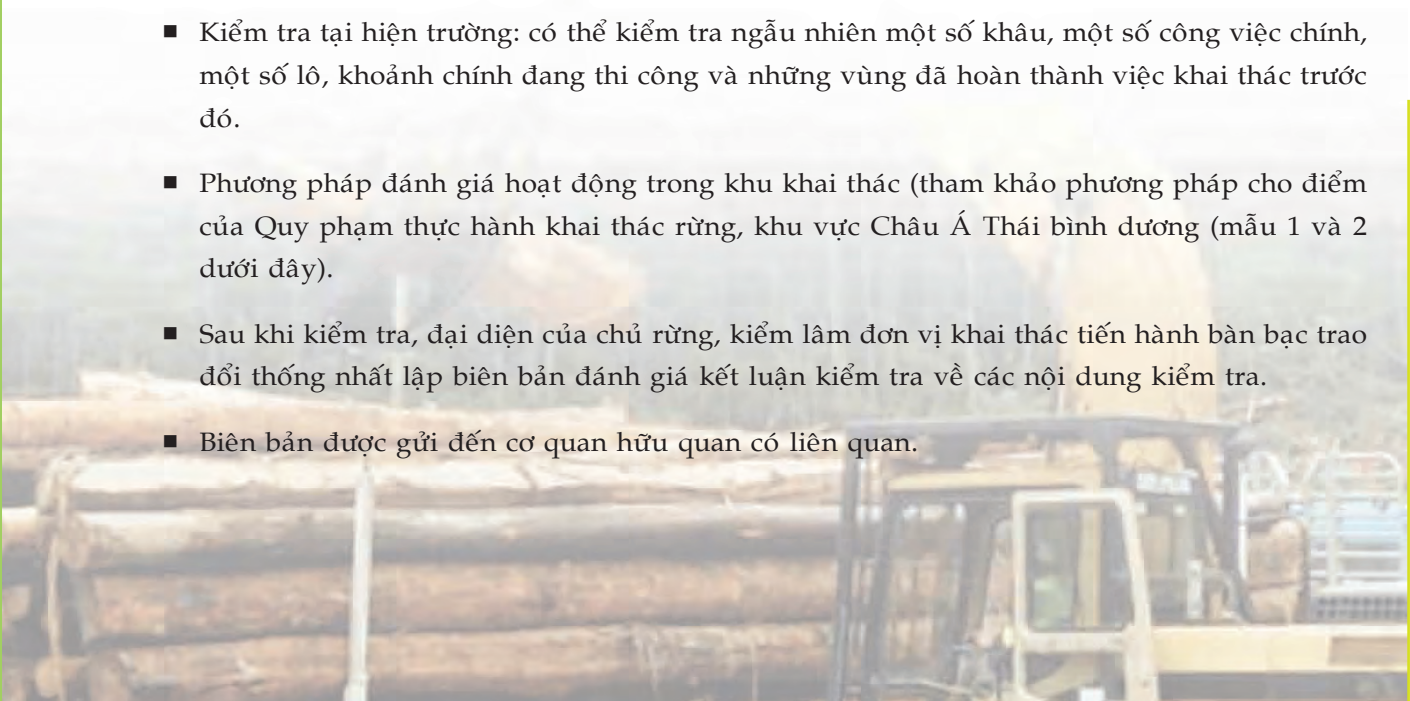 ▪ Kiểm tra tại hiện trường: có thể kiểm tra ngẫu nhiên một số khâu, một số công việc chính,
một số lô, khoảnh chính đang thi công và những vùng đã hoàn thành việc khai thác trước
đó.
▪ Phương pháp đánh giá hoạt động trong khu khai thác (tham khảo phương pháp cho điểm
của Quy phạm thực hành khai thác rừng, khu vực Châu Á Thái bình dương (mẫu 1 và 2
dưới đây).
▪ Sau khi kiểm tra, đại diện của chủ rừng, kiểm lâm đơn vị khai thác tiến hành bàn bạc trao
đổi thống nhất lập biên bản đánh giá kết luận kiểm tra về các nội dung kiểm tra.
▪ Biên bản được gửi đến cơ quan hữu quan có liên quan.